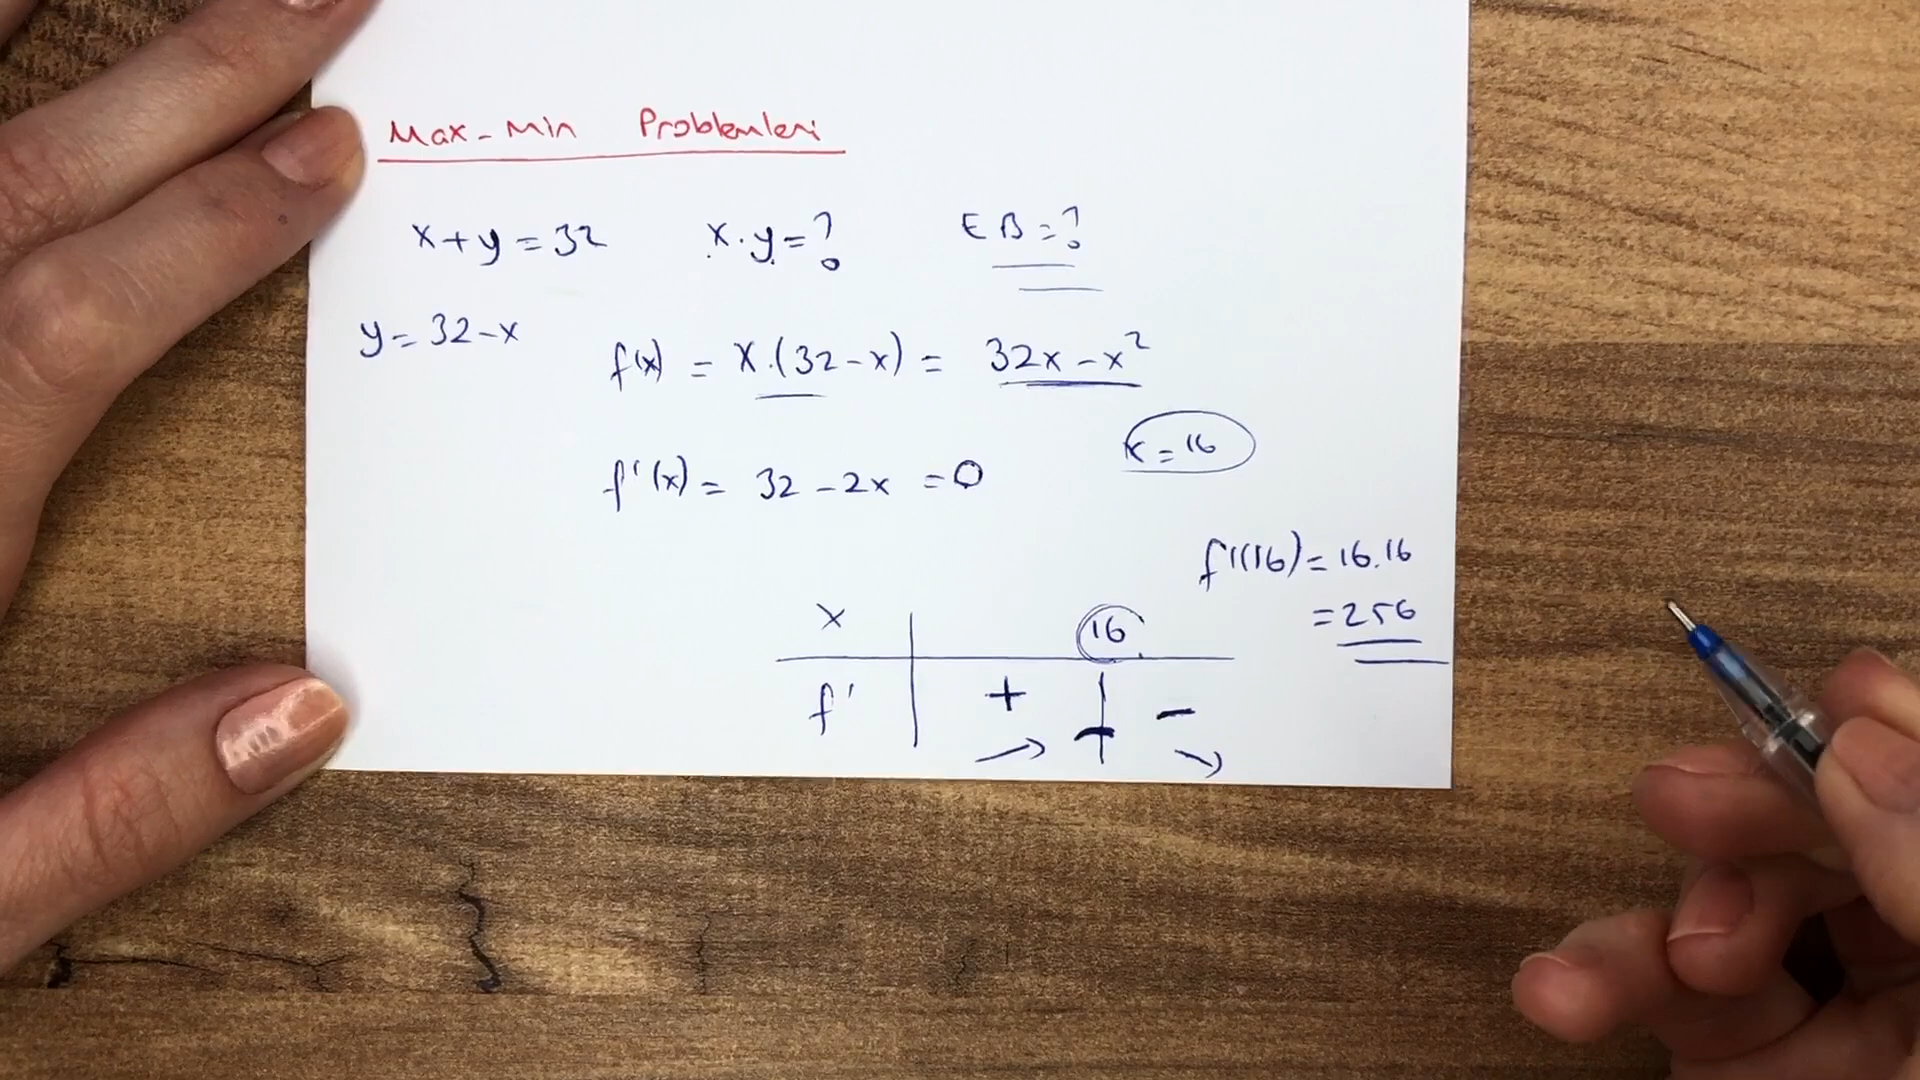 Max-Min Problemleri
x+y=32 x.y=? EB=?
y=32-x
f(x) = x.(32-x) = 32x-x²
x=16
f'(x) = 32-2x =0
f'(16)=16.16
=256
x 16
f' + -